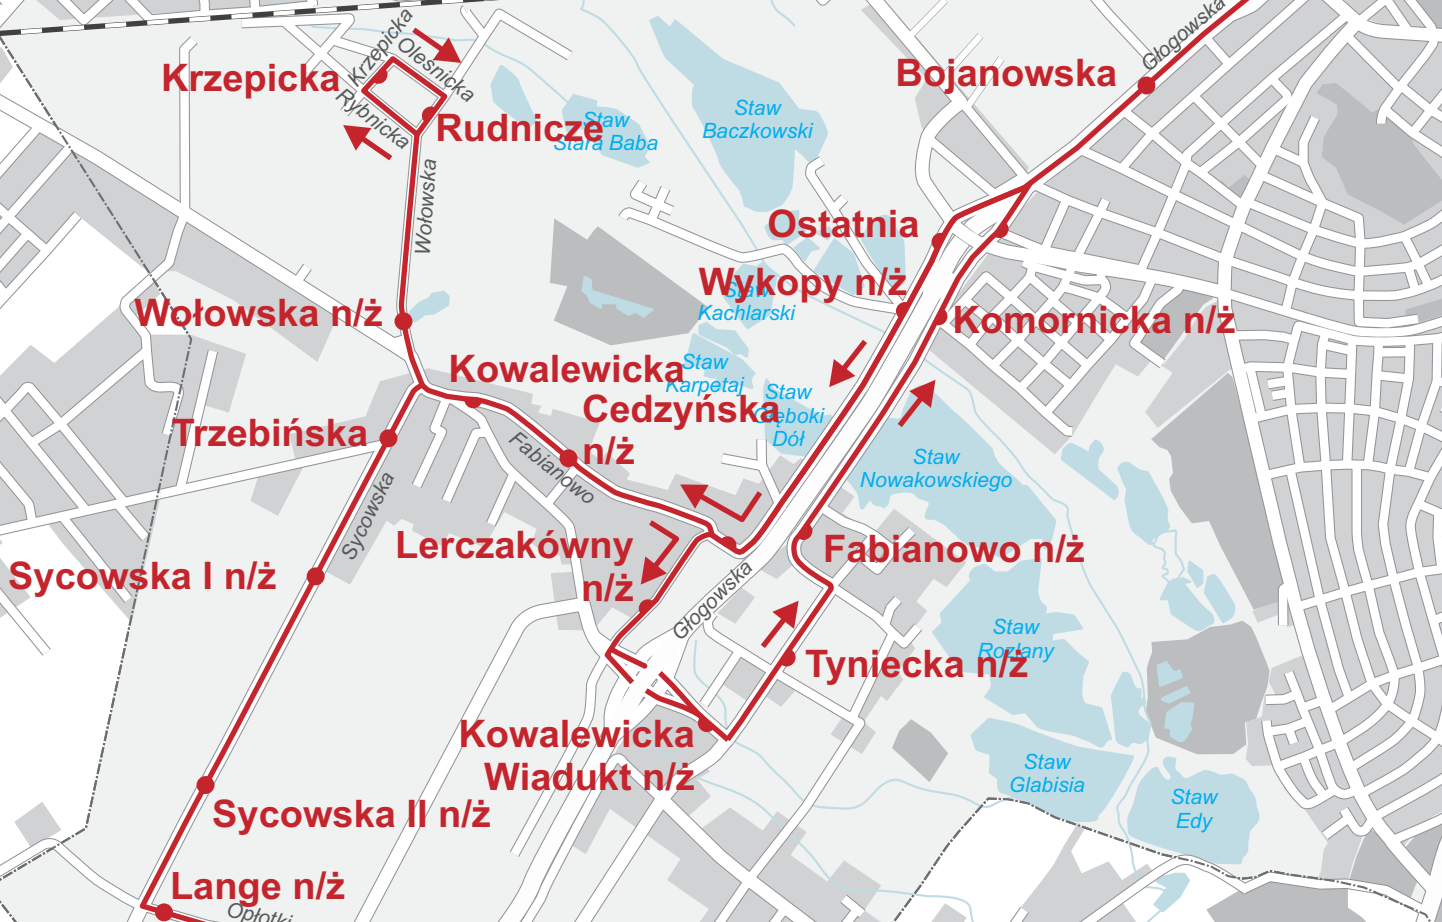 Głogowska
Krzepicka
Oleśnicka
Krzepicka
Rybnicka
Bojanowska
Staw
Baczkowski
Staw
Stara Baba
Rudnicze
Wołowska
Ostatnia
Wykopy n/ż
Staw
Kachlarski
Wołowska n/ż
Komornicka n/ż
Kowalewicka
Staw
Karpetaj
Cedzyńska
n/ż
Staw
Głęboki
Dół
Trzebińska
Fabianowo
Staw
Nowakowskiego
Sycowska
Lerczakówny
n/ż
Fabianowo n/ż
Sycowska I n/ż
Głogowska
Staw
Rozlany
Tyniecka n/ż
Kowalewicka
Wiadukt n/ż
Staw
Glabisia
Staw
Edy
Sycowska II n/ż
Lange n/ż
Opłotki